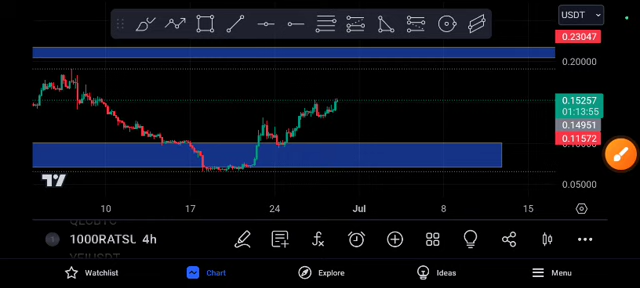 USDT
0.23047
0.20000
0.15257
01:13:55
0.14951
0.11572
0.05000
10 17 24 Jul 8 15
1000RATSU 4h
Watchlist Chart Explore Ideas Menu